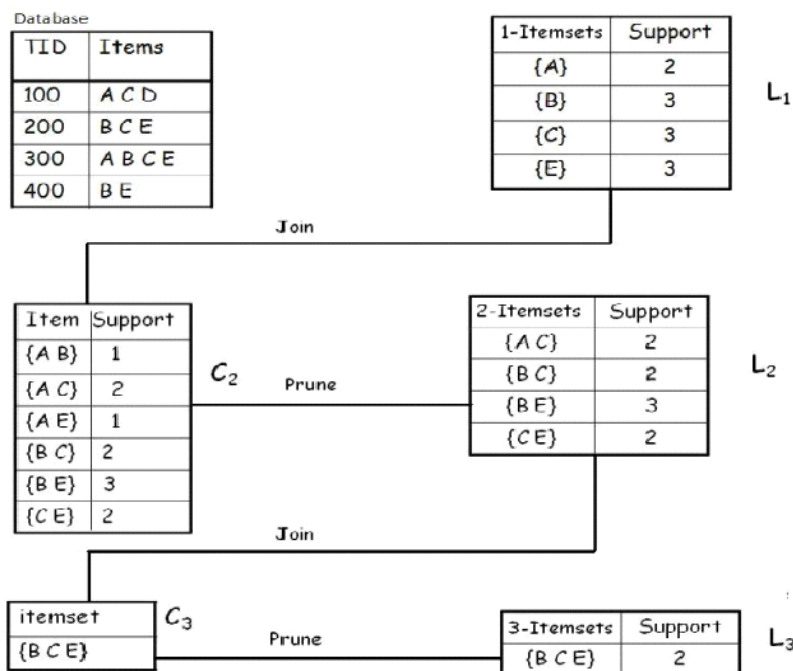 Database
TID Items
100 A C D
200 B C E
300 A B C E
400 B E
1-Itemsets Support
{A} 2
{B} 3
{C} 3
{E} 3
L1
Join
Item Support
{A B} 1
{A C} 2
{A E} 1
{B C} 2
{B E} 3
{C E} 2
C2
Prune
2-Itemsets Support
{A C} 2
{B C} 2
{B E} 3
{C E} 2
L2
Join
itemset
{B C E}
C3
Prune
3-Itemsets Support
{B C E} 2
L3